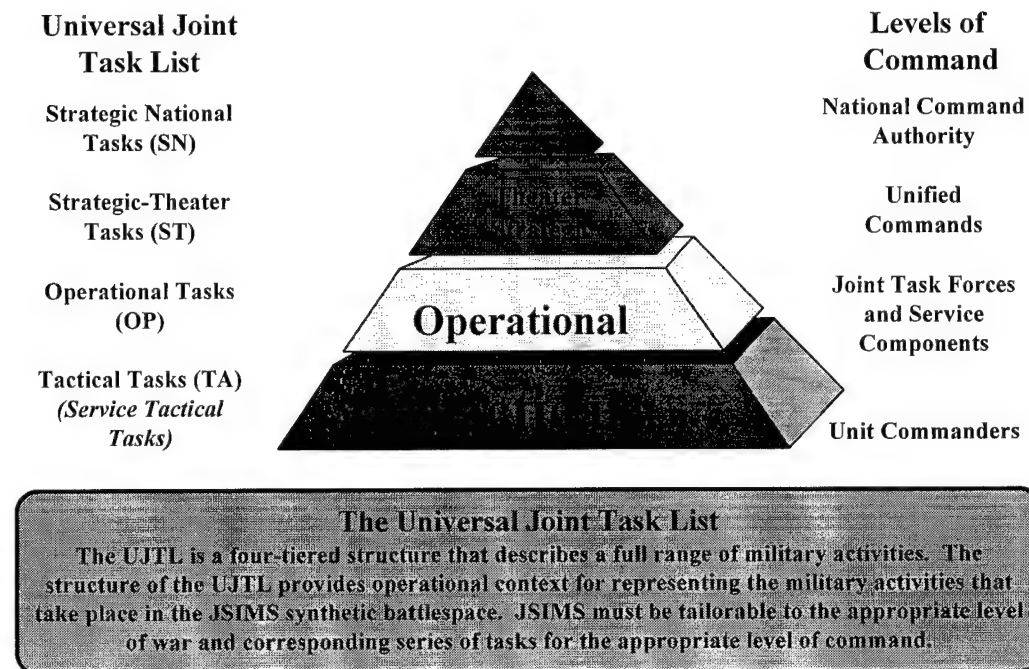 Universal Joint
Task List
Strategic National
Tasks (SN)
Strategic-Theater
Tasks (ST)
Operational Tasks
(OP)
Tactical Tasks (TA)
(Service Tactical
Tasks)
Theater
Operational
Levels of
Command
National Command
Authority
Unified
Commands
Joint Task Forces
and Service
Components
Unit Commanders
The Universal Joint Task List
The UJTL is a four-tiered structure that describes a full range of military activities. The
structure of the UJTL provides operational context for representing the military activities that
take place in the JSIMS synthetic battlespace. JSIMS must be tailorable to the appropriate level
of war and corresponding series of tasks for the appropriate level of command.